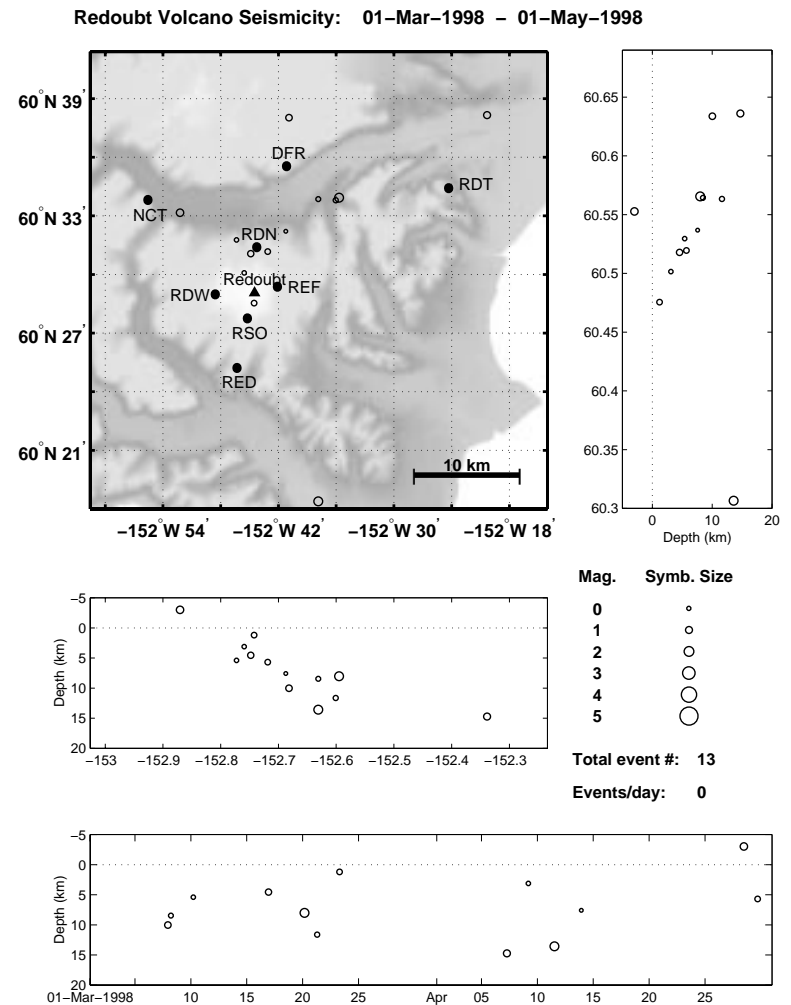 Redoubt Volcano Seismicity: 01−Mar−1998 − 01−May−1998
60°N 39'
60°N 33'
60°N 27'
60°N 21'
−152°W 54' −152°W 42' −152°W 30' −152°W 18'
DFR
RDT
NCT
RDN
Redoubt
RDW
REF
RSO
RED
10 km
60.65
60.6
60.55
60.5
60.45
60.4
60.35
60.3
0 10 20
Depth (km)
−5
0
5
10
15
20
Depth (km)
−153 −152.9 −152.8 −152.7 −152.6 −152.5 −152.4 −152.3
Mag. Symb. Size
0
1
2
3
4
5
Total event #: 13
Events/day: 0
−5
0
5
10
15
20
Depth (km)
01−Mar−1998 10 15 20 25 Apr 05 10 15 20 25